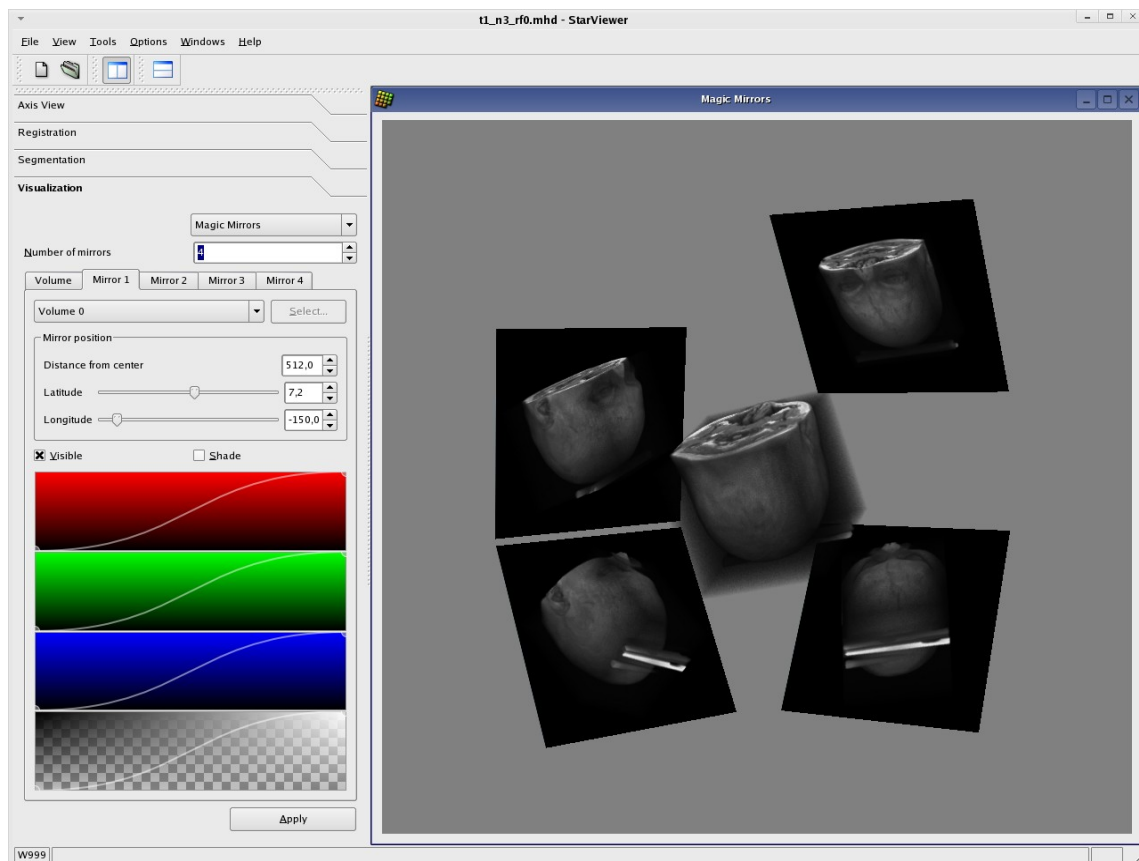 t1_n3_rf0.mhd - StarViewer
File View Tools Options Windows Help
Axis View
Registration
Segmentation
Visualization
Magic Mirrors
Number of mirrors 4
Volume Mirror 1 Mirror 2 Mirror 3 Mirror 4
Volume 0 Select...
Mirror position
Distance from center 512,0
Latitude 7,2
Longitude -150,0
Visible Shade
Apply
W999
Magic Mirrors